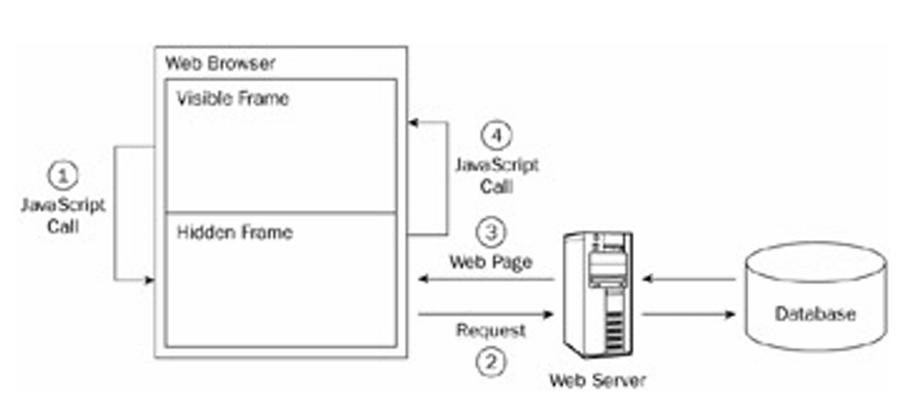 Web Browser
Visible Frame
4
JavaScript
Call
1
JavaScript
Call
Hidden Frame
3
Web Page
Database
Request
2
Web Server